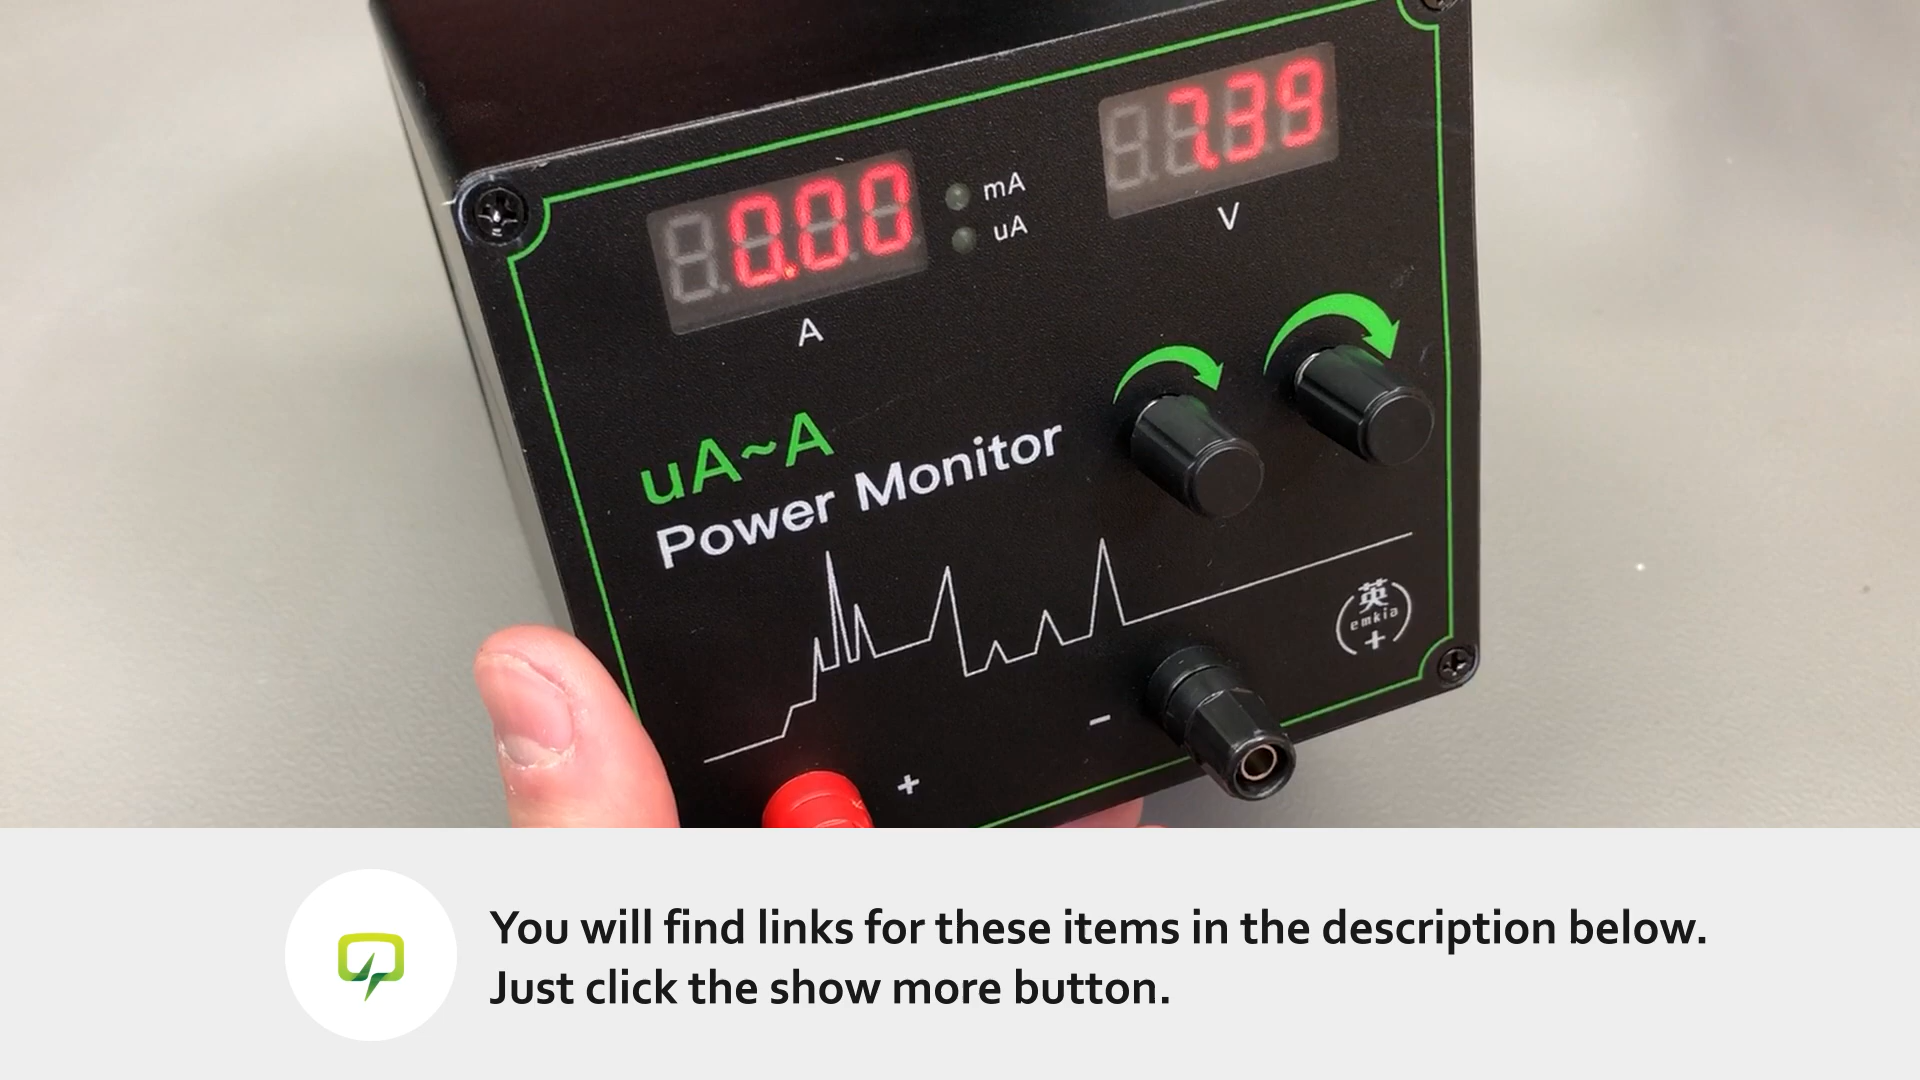 0.00
mA
uA
7.39
V
A
uA~A
Power Monitor
英
emkia
+
−
+
You will find links for these items in the description below.
Just click the show more button.